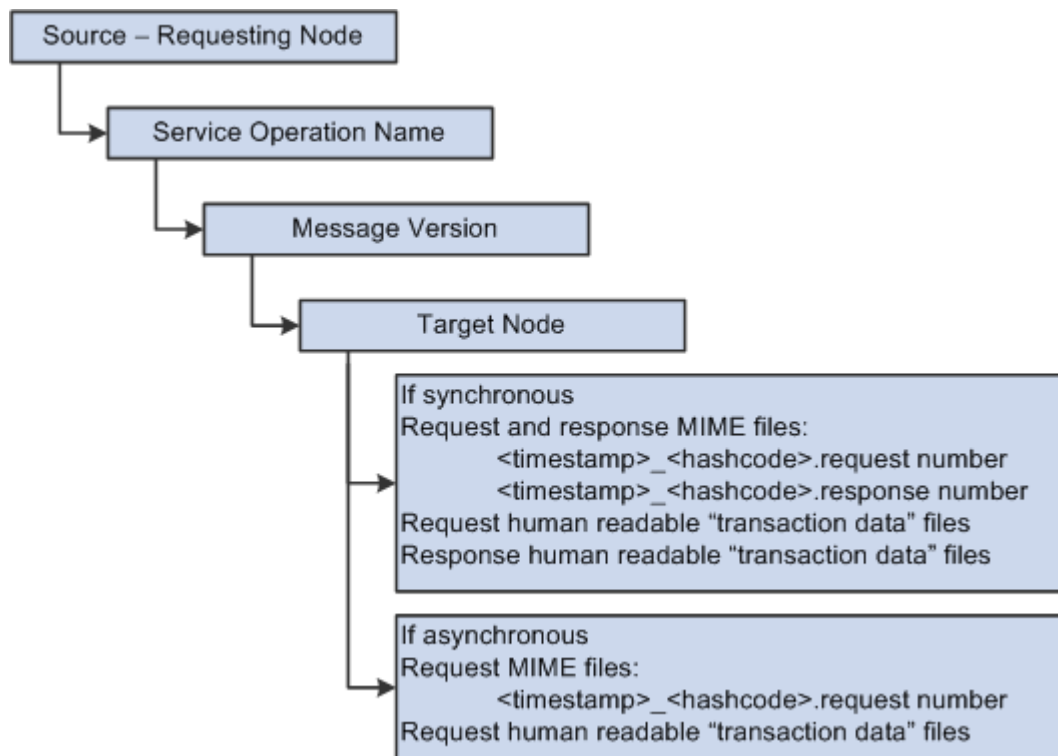 Source – Requesting Node
Service Operation Name
Message Version
Target Node
If synchronous
Request and response MIME files:
<timestamp>_<hashcode>.request number
<timestamp>_<hashcode>.response number
Request human readable “transaction data” files
Response human readable “transaction data” files
If asynchronous
Request MIME files:
<timestamp>_<hashcode>.request number
Request human readable “transaction data” files